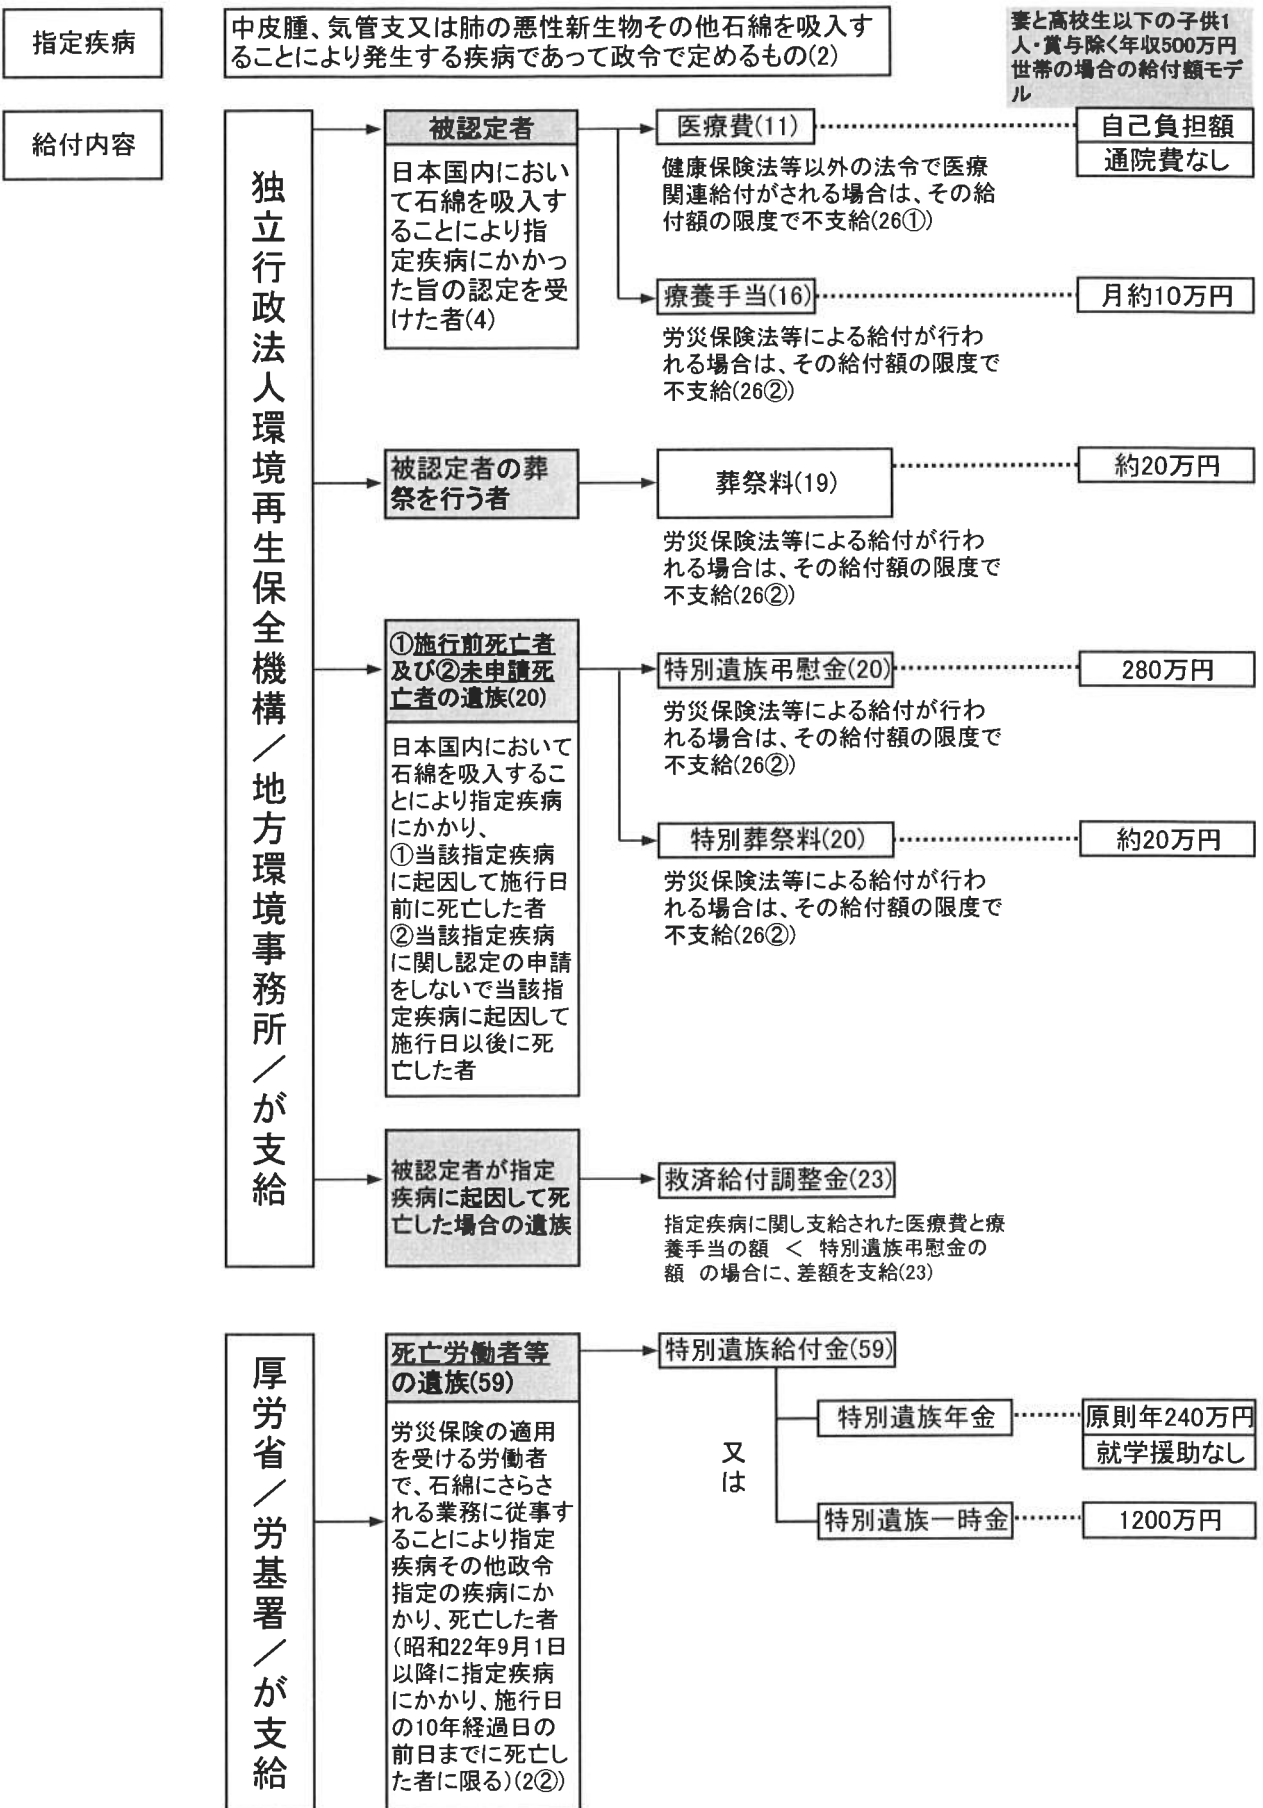 指定疾病
中皮腫、気管支又は肺の悪性新生物その他石綿を吸入す
ることにより発生する疾病であって政令で定めるもの(2)
妻と高校生以下の子供1
人・賞与除く年収500万円
世帯の場合の給付額モデ
ル
給付内容
独立行政法人環境再生保全機構／地方環境事務所／が支給
被認定者
日本国内におい
て石綿を吸入す
ることにより指
定疾病にかかっ
た旨の認定を受
けた者(4)
医療費(11)
自己負担額
通院費なし
健康保険法等以外の法令で医療
関連給付がされる場合は、その給
付額の限度で不支給(26①)
療養手当(16)
月約10万円
労災保険法等による給付が行わ
れる場合は、その給付額の限度で
不支給(26②)
被認定者の葬
祭を行う者
葬祭料(19)
約20万円
労災保険法等による給付が行わ
れる場合は、その給付額の限度で
不支給(26②)
①施行前死亡者
及び②未申請死
亡者の遺族(20)
日本国内において
石綿を吸入するこ
とにより指定疾病
にかかり、
①当該指定疾病
に起因して施行日
前に死亡した者
②当該指定疾病
に関し認定の申請
をしないで当該指
定疾病に起因して
施行日以後に死
亡した者
特別遺族弔慰金(20)
280万円
労災保険法等による給付が行わ
れる場合は、その給付額の限度で
不支給(26②)
特別葬祭料(20)
約20万円
労災保険法等による給付が行わ
れる場合は、その給付額の限度で
不支給(26②)
被認定者が指定
疾病に起因して死
亡した場合の遺族
救済給付調整金(23)
指定疾病に関し支給された医療費と療
養手当の額 ＜ 特別遺族弔慰金の
額 の場合に、差額を支給(23)
厚労省／労基署／が支給
死亡労働者等
の遺族(59)
労災保険の適用
を受ける労働者
で、石綿にさらさ
れる業務に従事す
ることにより指定
疾病その他政令
指定の疾病にか
かり、死亡した者
(昭和22年9月1日
以降に指定疾病
にかかり、施行日
の10年経過日の
前日までに死亡し
た者に限る)(2②)
特別遺族給付金(59)
特別遺族年金
原則年240万円
就学援助なし
又
は
特別遺族一時金
1200万円